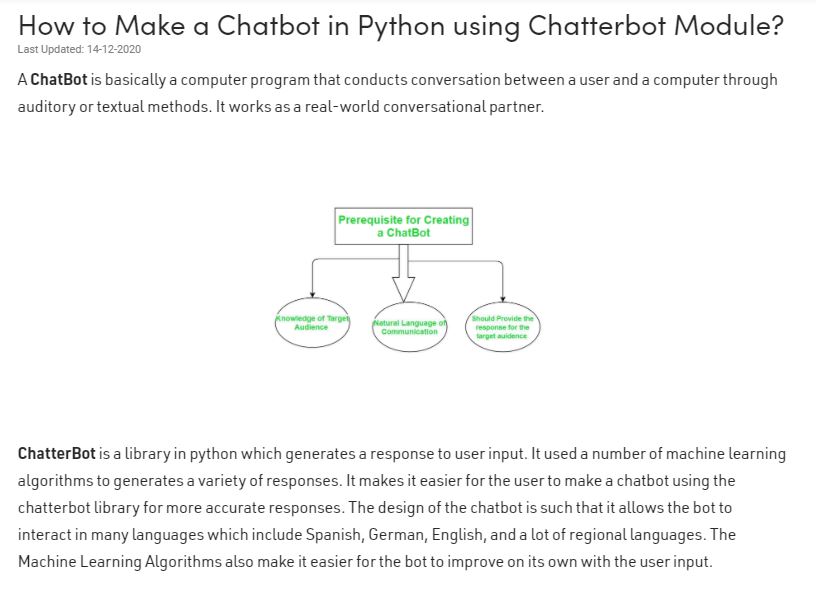 How to Make a Chatbot in Python using Chatterbot Module?
Last Updated: 14-12-2020
A ChatBot is basically a computer program that conducts conversation between a user and a computer through
auditory or textual methods. It works as a real-world conversational partner.
Prerequisite for Creating
a ChatBot
Knowledge of Target
Audience
Natural Language of
Communication
Should Provide the
response for the
target auidence
ChatterBot is a library in python which generates a response to user input. It used a number of machine learning
algorithms to generates a variety of responses. It makes it easier for the user to make a chatbot using the
chatterbot library for more accurate responses. The design of the chatbot is such that it allows the bot to
interact in many languages which include Spanish, German, English, and a lot of regional languages. The
Machine Learning Algorithms also make it easier for the bot to improve on its own with the user input.